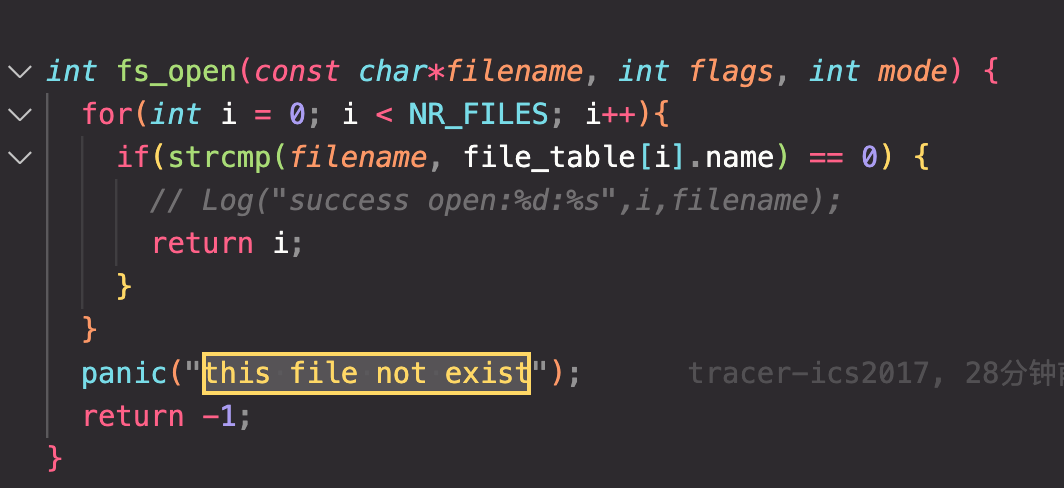 int fs_open(const char*filename, int flags, int mode) {
for(int i = 0; i < NR_FILES; i++){
if(strcmp(filename, file_table[i].name) == 0) {
// Log("success open:%d:%s",i,filename);
return i;
}
}
panic("this file not exist"); tracer-ics2017, 28分钟前
return -1;
}